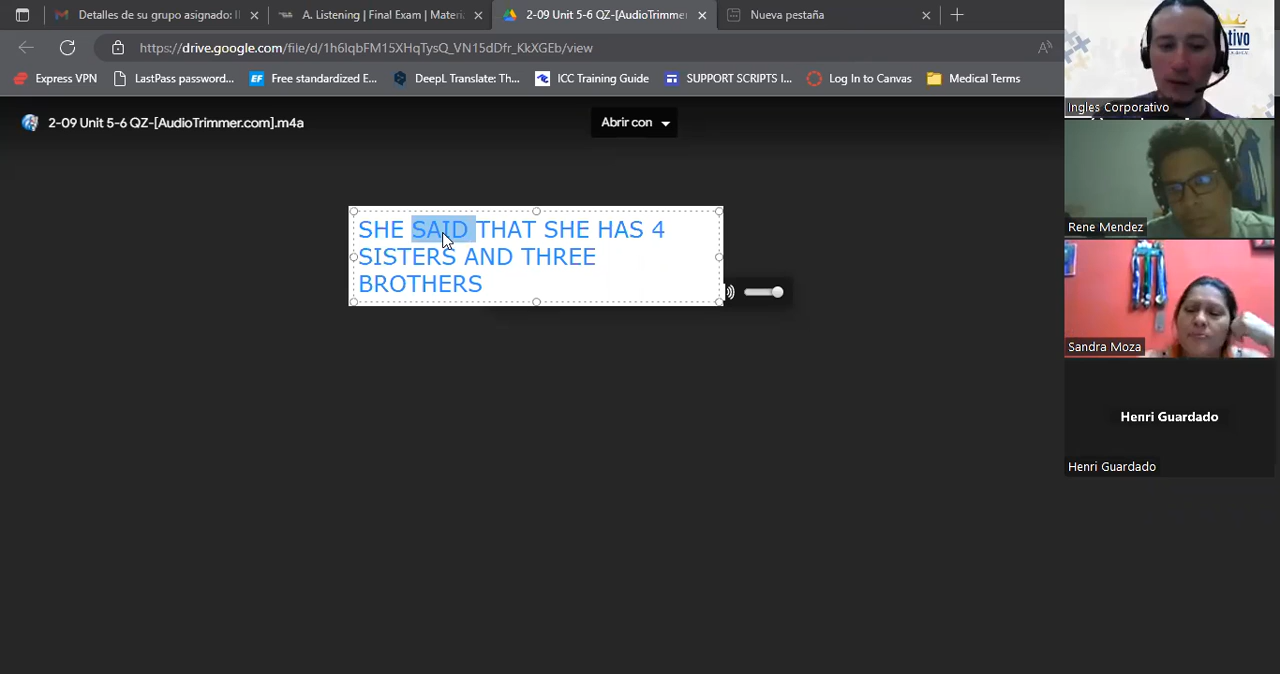 Detalles de su grupo asignado: II
A. Listening | Final Exam | Materi
2-09 Unit 5-6 QZ-[AudioTrimmer
Nueva pestaña
https://drive.google.com/file/d/1h6lqbFM15XHqTysQ_VN15dDfr_KkXGEb/view
Express VPN
LastPass password...
EF
Free standardized E...
DeepL Translate: Th...
ICC Training Guide
SUPPORT SCRIPTS I...
Log In to Canvas
Medical Terms
2-09 Unit 5-6 QZ-[AudioTrimmer.com].m4a
Abrir con
SHE SAID THAT SHE HAS 4
SISTERS AND THREE
BROTHERS
Ingles Corporativo
Rene Mendez
Sandra Moza
Henri Guardado
Henri Guardado